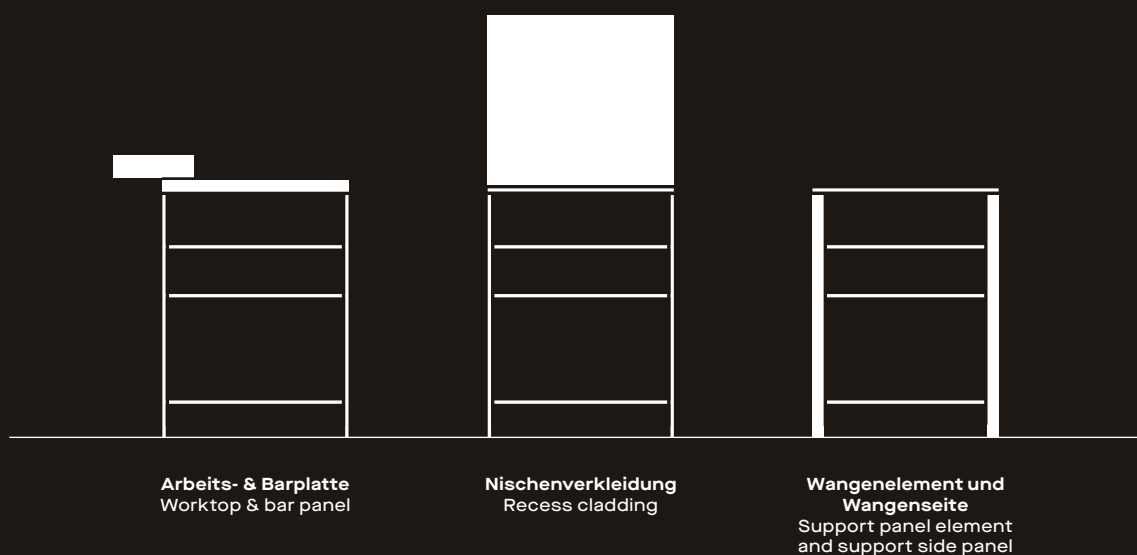 Arbeits- & Barplatte
Worktop & bar panel
Nischenverkleidung
Recess cladding
Wangenelement und
Wangenseite
Support panel element
and support side panel